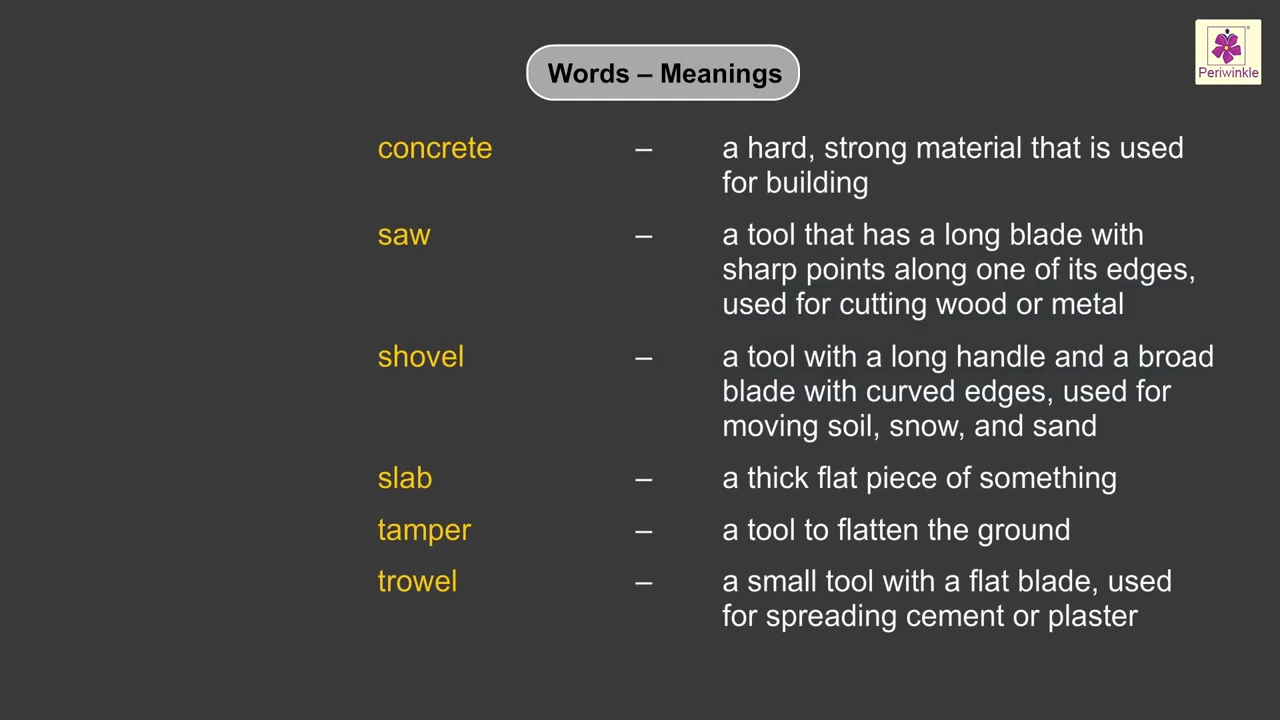 Periwinkle
Words – Meanings
concrete – a hard, strong material that is used
for building
saw – a tool that has a long blade with
sharp points along one of its edges,
used for cutting wood or metal
shovel – a tool with a long handle and a broad
blade with curved edges, used for
moving soil, snow, and sand
slab – a thick flat piece of something
tamper – a tool to flatten the ground
trowel – a small tool with a flat blade, used
for spreading cement or plaster